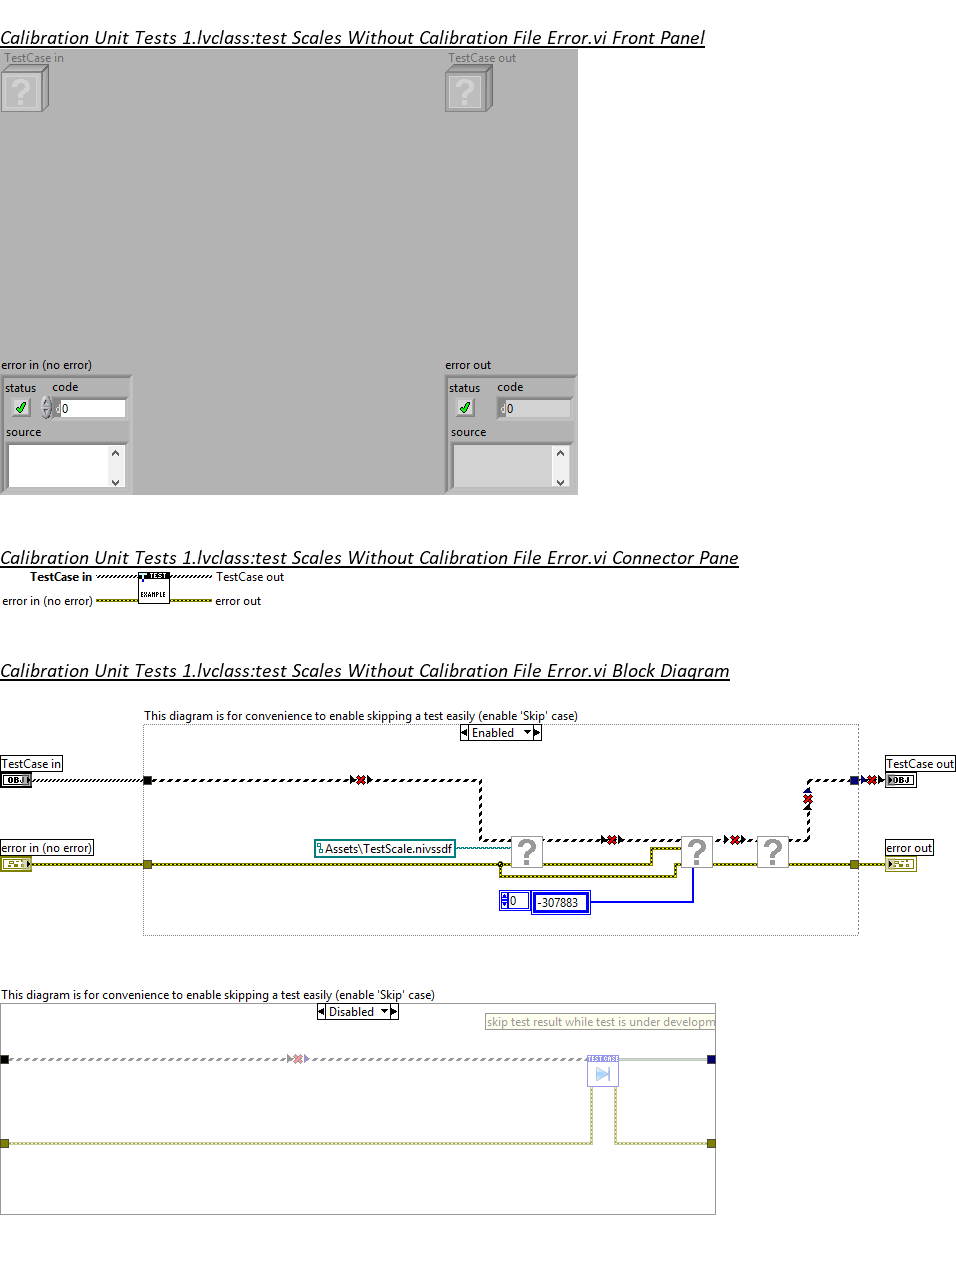 Calibration Unit Tests 1.lvclass:test Scales Without Calibration File Error.vi Front Panel
TestCase in
TestCase out
?
?
error in (no error)
error out
status code
status code
d0
d0
source
source
Calibration Unit Tests 1.lvclass:test Scales Without Calibration File Error.vi Connector Pane
TestCase in
TEST
TestCase out
error in (no error)
EXAMPLE
error out
Calibration Unit Tests 1.lvclass:test Scales Without Calibration File Error.vi Block Diagram
This diagram is for convenience to enable skipping a test easily (enable 'Skip' case)
Enabled
TestCase in
TestCase out
OBJ
OBJ
error in (no error)
Assets\TestScale.nivssdf
?
?
?
error out
0
-307883
This diagram is for convenience to enable skipping a test easily (enable 'Skip' case)
Disabled
skip test result while test is under developm
TEST CASE